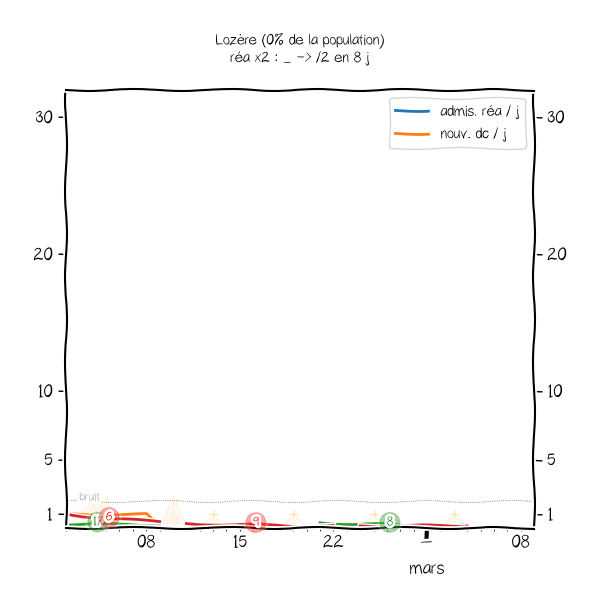 Lozère (0% de la population)
réa x2 : _ -> /2 en 8 j
admis. réa / j
nouv. dc / j
30
30
20
20
10
10
5
5
... bruit
1
1
6
9
8
08
15
22
08
mars